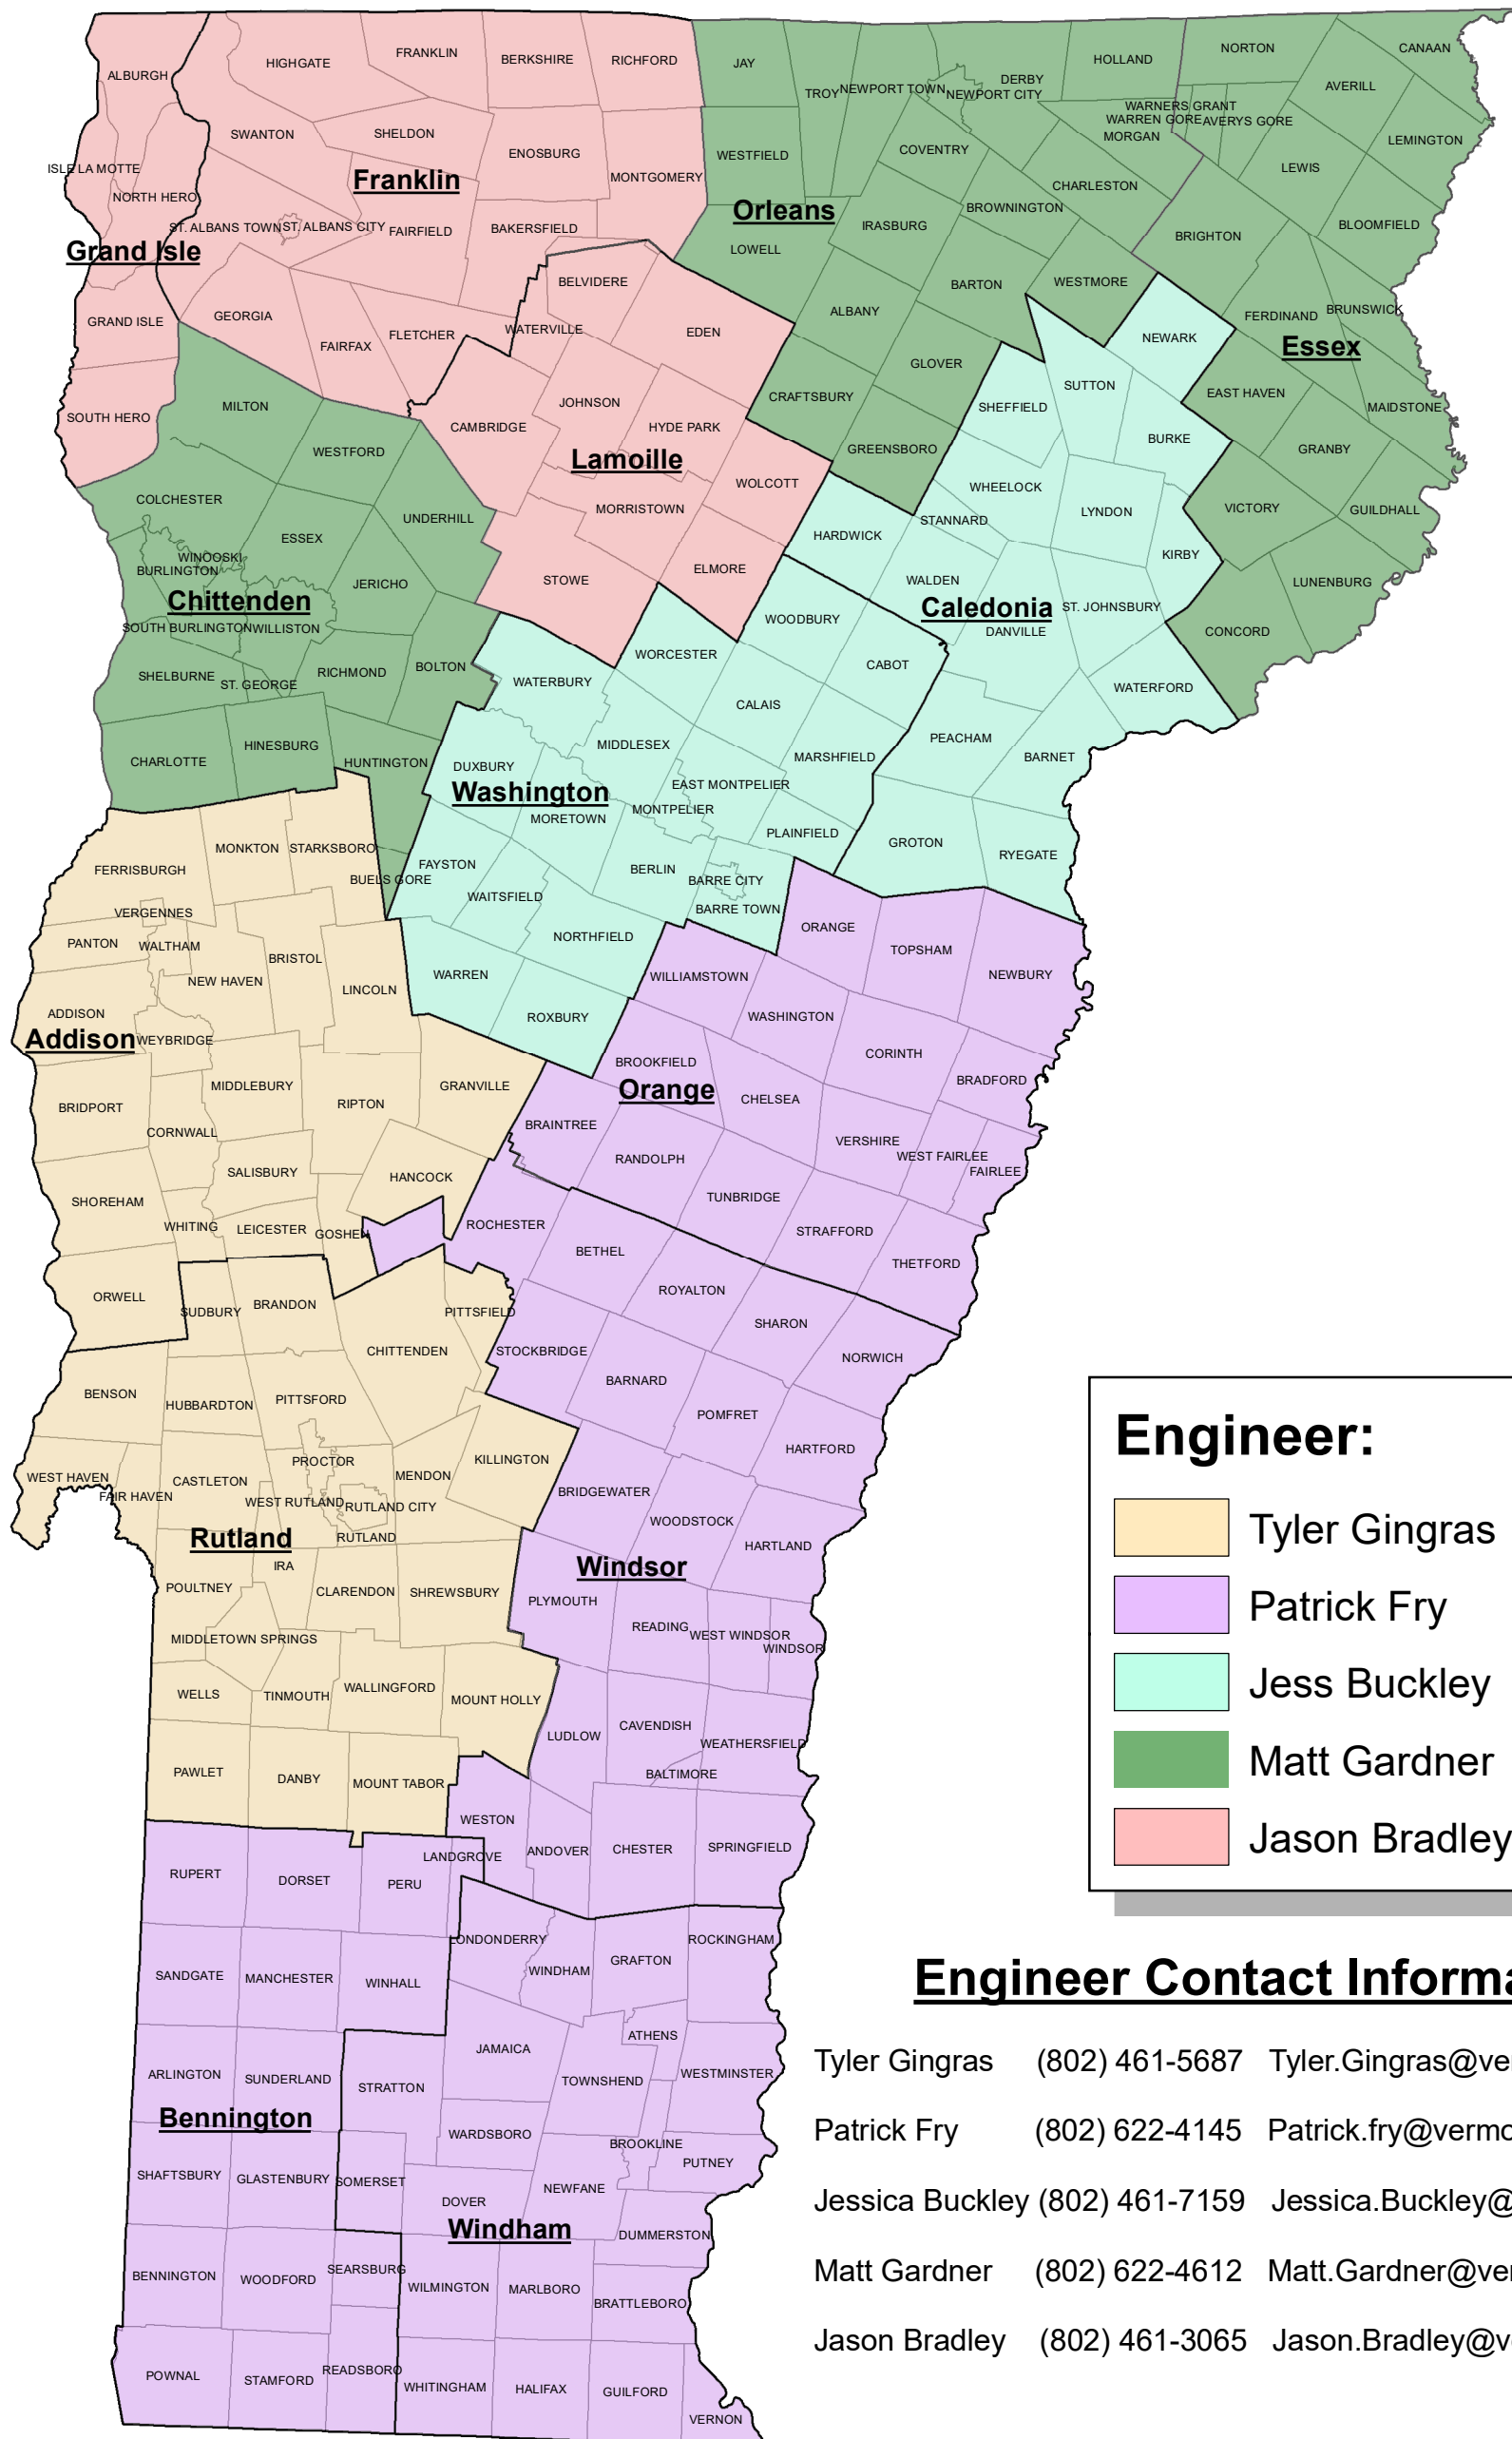 ALBURGH
HIGHGATE
FRANKLIN
BERKSHIRE
RICHFORD
JAY
TROY
NEWPORT TOWN
DERBY
NEWPORT CITY
HOLLAND
NORTON
CANAAN
AVERILL
WARNERS GRANT
WARREN GORE
AVERYS GORE
MORGAN
LEMINGTON
LEWIS
SWANTON
SHELDON
ENOSBURG
MONTGOMERY
WESTFIELD
COVENTRY
CHARLESTON
ISLE LA MOTTE
NORTH HERO
Franklin
Orleans
BROWNINGTON
IRASBURG
BLOOMFIELD
BRIGHTON
ST. ALBANS TOWN
ST. ALBANS CITY
FAIRFIELD
BAKERSFIELD
Grand Isle
LOWELL
BELVIDERE
BARTON
WESTMORE
GRAND ISLE
GEORGIA
FAIRFAX
FLETCHER
WATERVILLE
EDEN
ALBANY
FERDINAND
BRUNSWICK
Essex
NEWARK
GLOVER
SUTTON
SOUTH HERO
MILTON
JOHNSON
CRAFTSBURY
SHEFFIELD
EAST HAVEN
MAIDSTONE
CAMBRIDGE
HYDE PARK
BURKE
WESTFORD
Lamoille
GREENSBORO
GRANBY
COLCHESTER
WOLCOTT
WHEELOCK
UNDERHILL
MORRISTOWN
STANNARD
LYNDON
VICTORY
GUILDHALL
ESSEX
HARDWICK
WINOOSKI
BURLINGTON
JERICHO
STOWE
ELMORE
WALDEN
KIRBY
LUNENBURG
Chittenden
Caledonia
ST. JOHNSBURY
SOUTH BURLINGTON
WILLISTON
WOODBURY
DANVILLE
CONCORD
SHELBURNE
ST. GEORGE
RICHMOND
BOLTON
WORCESTER
CABOT
WATERBURY
WATERFORD
CALAIS
CHARLOTTE
HINESBURG
HUNTINGTON
DUXBURY
MIDDLESEX
MARSHFIELD
PEACHAM
BARNET
Washington
EAST MONTPELIER
MORETOWN
MONTPELIER
PLAINFIELD
GROTON
RYEGATE
FERRISBURGH
MONKTON
STARKSBORO
BUELS GORE
FAYSTON
BERLIN
BARRE CITY
WAITSFIELD
BARRE TOWN
VERGENNES
PANTON
WALTHAM
BRISTOL
NORTHFIELD
ORANGE
TOPSHAM
NEW HAVEN
LINCOLN
WARREN
WILLIAMSTOWN
NEWBURY
ADDISON
Addison
WEYBRIDGE
ROXBURY
WASHINGTON
BROOKFIELD
CORINTH
Orange
BRIDPORT
MIDDLEBURY
RIPTON
GRANVILLE
CHELSEA
BRADFORD
CORNWALL
BRAINTREE
VERSHIRE
WEST FAIRLEE
FAIRLEE
SHOREHAM
SALISBURY
HANCOCK
RANDOLPH
TUNBRIDGE
WHITING
LEICESTER
GOSHEN
ROCHESTER
STRAFFORD
BETHEL
THETFORD
ORWELL
SUDBURY
BRANDON
PITTSFIELD
ROYALTON
SHARON
CHITTENDEN
STOCKBRIDGE
NORWICH
BENSON
HUBBARDTON
PITTSFORD
BARNARD
POMFRET
HARTFORD
WEST HAVEN
FAIR HAVEN
CASTLETON
PROCTOR
MENDON
KILLINGTON
WEST RUTLAND
RUTLAND CITY
BRIDGEWATER
WOODSTOCK
Rutland
RUTLAND
HARTLAND
IRA
Windsor
POULTNEY
CLARENDON
SHREWSBURY
PLYMOUTH
READING
WEST WINDSOR
WINDSOR
MIDDLETOWN SPRINGS
WELLS
TINMOUTH
WALLINGFORD
MOUNT HOLLY
LUDLOW
CAVENDISH
WEATHERSFIELD
BALTIMORE
PAWLET
DANBY
MOUNT TABOR
WESTON
ANDOVER
CHESTER
SPRINGFIELD
LANDGROVE
RUPERT
DORSET
PERU
LONDONDERRY
WINDHAM
GRAFTON
ROCKINGHAM
SANDGATE
MANCHESTER
WINHALL
JAMAICA
ATHENS
ARLINGTON
SUNDERLAND
STRATTON
TOWNSHEND
WESTMINSTER
Bennington
WARDSBORO
BROOKLINE
PUTNEY
SHAFTSBURY
GLASTENBURY
SOMERSET
NEWFANE
DOVER
Windham
DUMMERSTON
BENNINGTON
WOODFORD
SEARSBURG
WILMINGTON
MARLBORO
BRATTLEBORO
POWNAL
STAMFORD
READSBORO
WHITINGHAM
HALIFAX
GUILFORD
VERNON
Engineer:
Tyler Gingras
Patrick Fry
Jess Buckley
Matt Gardner
Jason Bradley
Engineer Contact Informa
Tyler Gingras (802) 461-5687 Tyler.Gingras@ve
Patrick Fry (802) 622-4145 Patrick.fry@vermo
Jessica Buckley (802) 461-7159 Jessica.Buckley@
Matt Gardner (802) 622-4612 Matt.Gardner@ve
Jason Bradley (802) 461-3065 Jason.Bradley@v